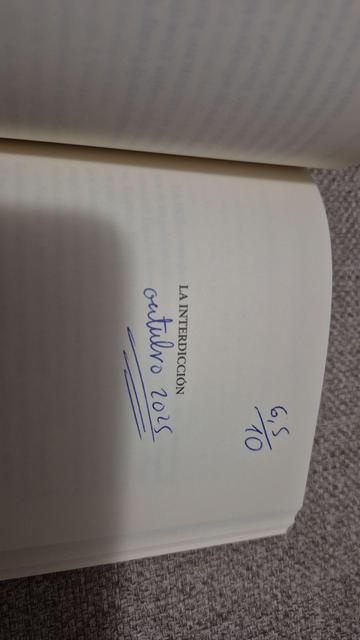 6,5/10
LA INTERDICCIÓN
outubro 2025